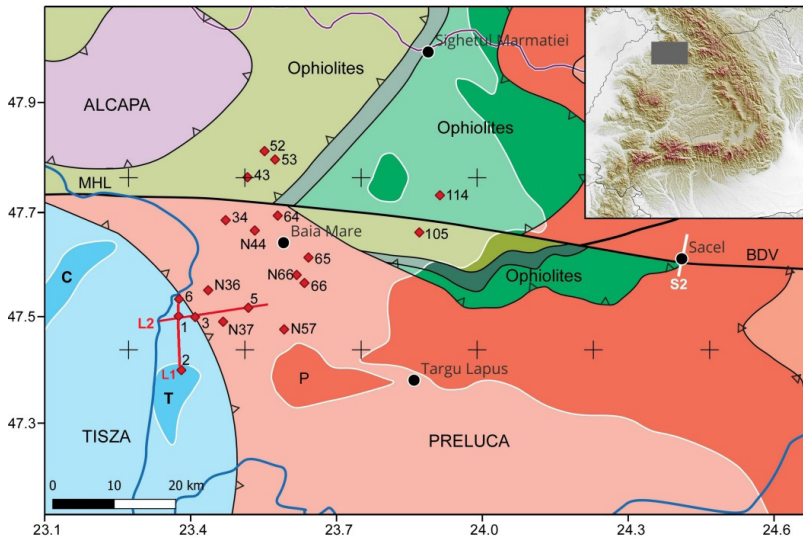 Sighetul Marmatiei
47.9
Ophiolites
ALCAPA
Ophiolites
52
53
43
MHL
114
47.7
34
64
N44
Baia Mare
105
65
Sacel
BDV
C
N36
N66
66
Ophiolites
S2
6
5
47.5
L2
1
3
N37
N57
2
L1
P
Targu Lapus
T
47.3
TISZA
PRELUCA
0 10 20 km
23.1 23.4 23.7 24.0 24.3 24.6